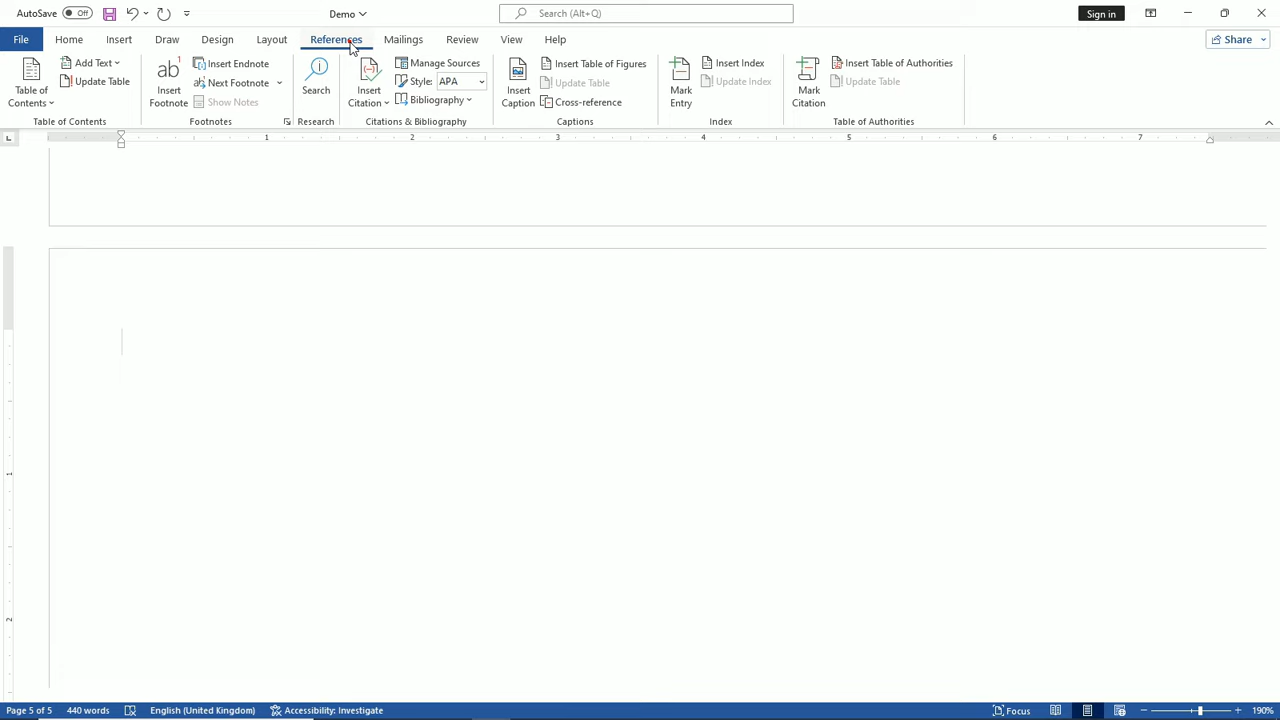 AutoSave Off Demo Search (Alt+Q) Sign in
File Home Insert Draw Design Layout References Mailings Review View Help Share
Table of Contents
Add Text
Update Table
Table of Contents
ab1 Insert Footnote
Insert Endnote
Next Footnote
Show Notes
Footnotes
Search
Research
Insert Citation
Manage Sources
Style: APA
Bibliography
Citations & Bibliography
Insert Caption
Insert Table of Figures
Update Table
Cross-reference
Captions
Mark Entry
Insert Index
Update Index
Index
Mark Citation
Insert Table of Authorities
Update Table
Table of Authorities
1 2 3 4 5 6 7
1
2
Page 5 of 5 440 words English (United Kingdom) Accessibility: Investigate Focus 190%